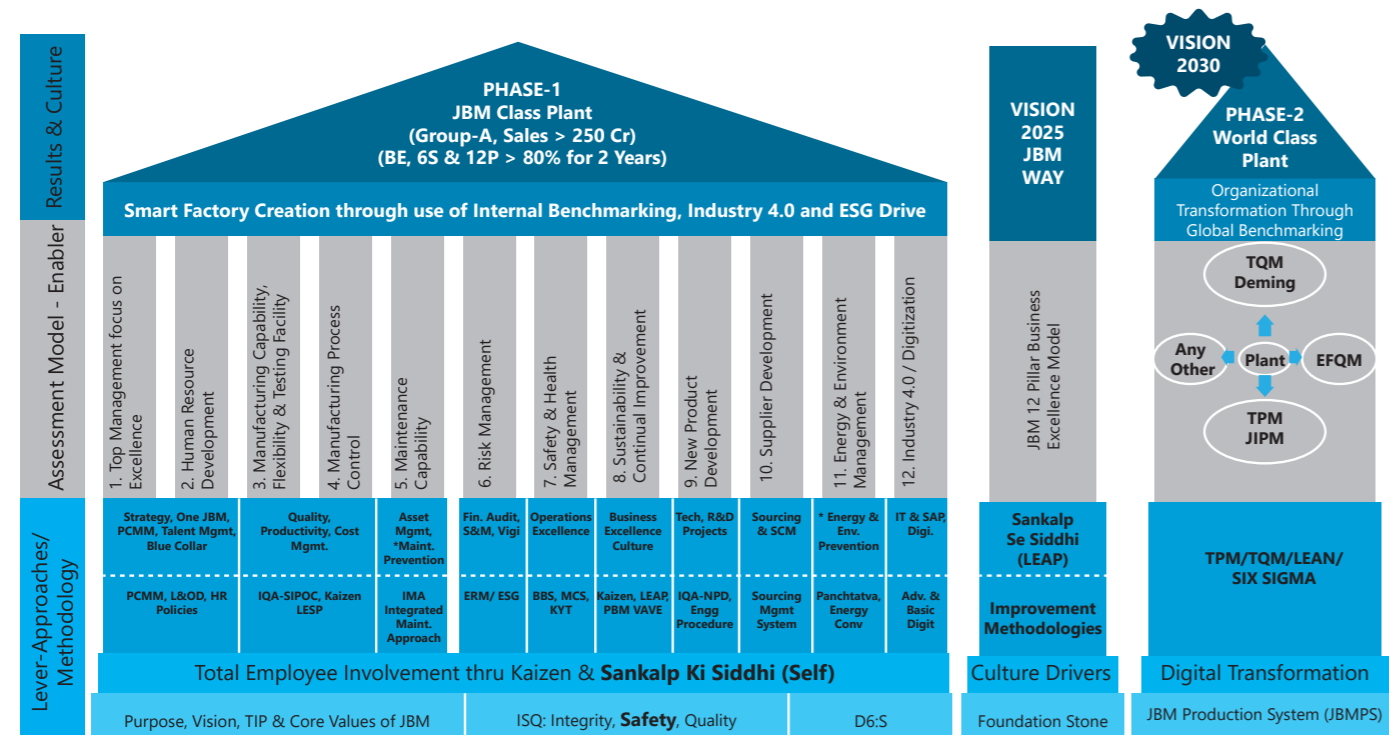 Results & Culture
PHASE-1
JBM Class Plant
(Group-A, Sales > 250 Cr)
(BE, 6S & 12P > 80% for 2 Years)
Smart Factory Creation through use of Internal Benchmarking, Industry 4.0 and ESG Drive
VISION
2025
JBM
WAY
VISION
2030
PHASE-2
World Class
Plant
Organizational
Transformation Through
Global Benchmarking
Assessment Model - Enabler
1. Top Management focus on
Excellence
2. Human Resource
Development
3. Manufacturing Capability,
Flexibility & Testing Facility
4. Manufacturing Process
Control
5. Maintenance
Capability
6. Risk Management
7. Safety & Health
Management
8. Sustainability &
Continual Improvement
9. New Product
Development
10. Supplier Development
11. Energy & Environment
Management
12. Industry 4.0 / Digitization
JBM 12 Pillar Business
Excellence Model
TQM
Deming
Any
Other
Plant
EFQM
TPM
JIPM
Lever-Approaches/
Methodology
Strategy, One JBM,
PCMM, Talent Mgmt,
Blue Collar
Quality,
Productivity, Cost
Mgmt.
Asset
Mgmt,
*Maint.
Prevention
Fin. Audit,
S&M, Vigi
Operations
Excellence
Business
Excellence
Culture
Tech, R&D
Projects
Sourcing
& SCM
* Energy &
Env.
Prevention
IT & SAP,
Digi.
PCMM, L&OD, HR
Policies
IQA-SIPOC, Kaizen
LESP
IMA
Integrated
Maint.
Approach
ERM/ ESG
BBS, MCS,
KYT
Kaizen, LEAP,
PBM VAVE
IQA-NPD,
Engg
Procedure
Sourcing
Mgmt
System
Panchtatva,
Energy
Conv
Adv. &
Basic
Digit
Sankalp
Se Siddhi
(LEAP)
Improvement
Methodologies
TPM/TQM/LEAN/
SIX SIGMA
Total Employee Involvement thru Kaizen & Sankalp Ki Siddhi (Self)
Culture Drivers
Digital Transformation
Purpose, Vision, TIP & Core Values of JBM
ISQ: Integrity, Safety, Quality
D6:S
Foundation Stone
JBM Production System (JBMPS)